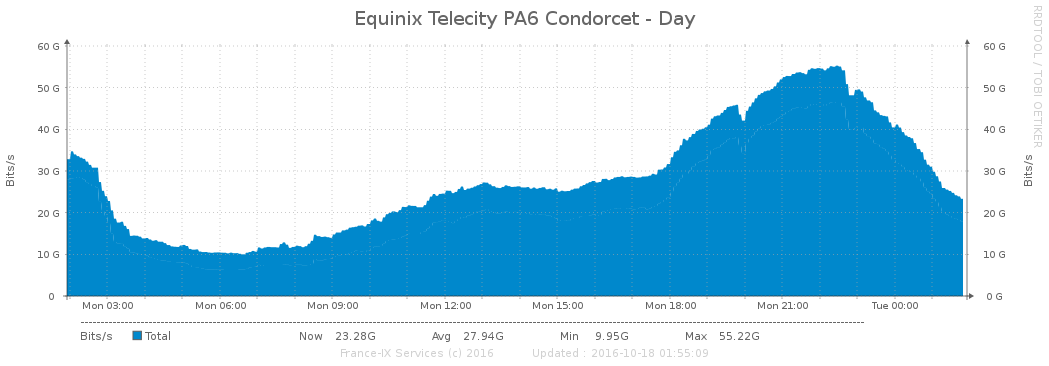 Equinix Telecity PA6 Condorcet - Day
RRDTOOL / TOBI OETIKER
Bits/s
60 G
50 G
40 G
30 G
20 G
10 G
0
60 G
50 G
40 G
30 G
20 G
10 G
0 G
Bits/s
Mon 03:00 Mon 06:00 Mon 09:00 Mon 12:00 Mon 15:00 Mon 18:00 Mon 21:00 Tue 00:00
Bits/s Total Now 23.28G Avg 27.94G Min 9.95G Max 55.22G
France-IX Services (c) 2016 Updated : 2016-10-18 01:55:09